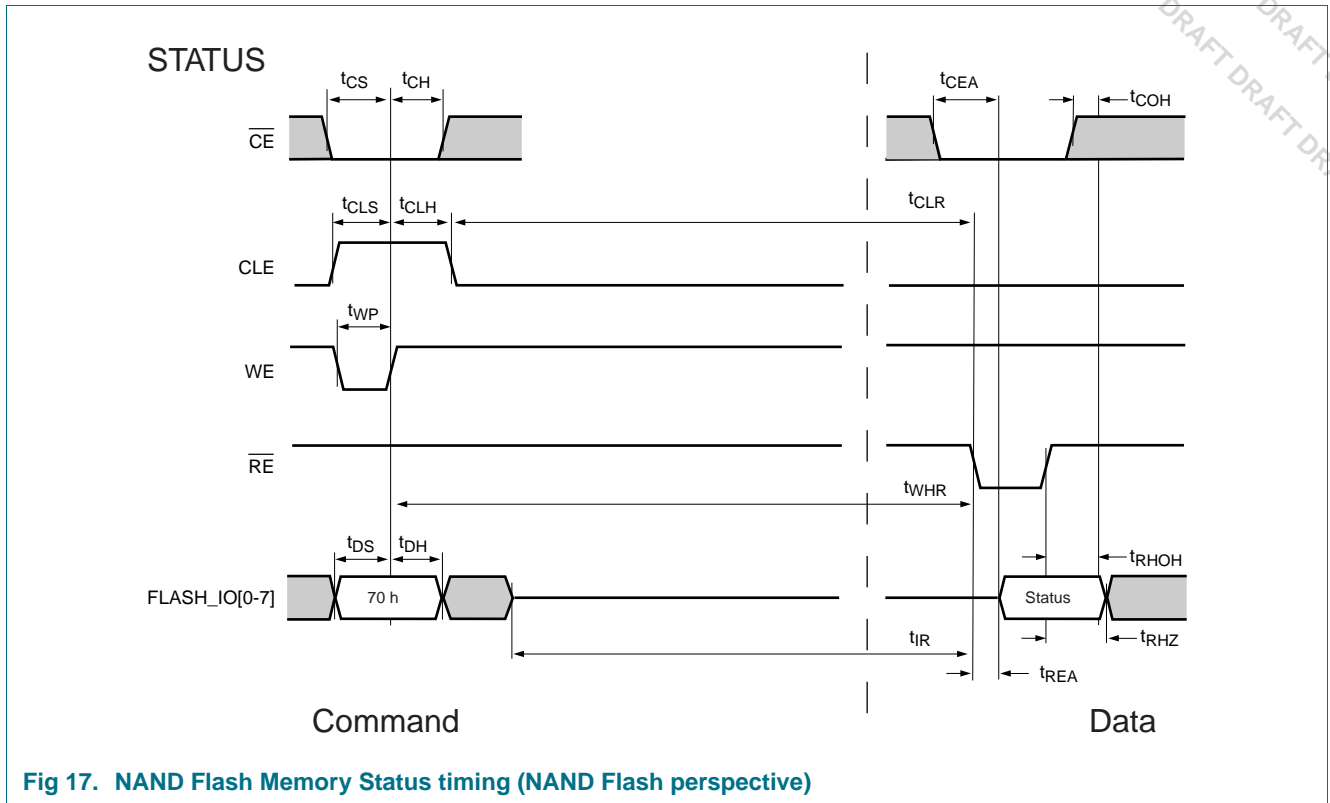 DRAFT DRAFT DRA
DRAFT
STATUS
tCS tCH tCEA tCOH
CE
tCLS tCLH tCLR
CLE
tWP
WE
RE
tWHR
tDS tDH tRHOH
FLASH_IO[0-7] 70 h Status
tIR tRHZ
tREA
Command Data
Fig 17. NAND Flash Memory Status timing (NAND Flash perspective)